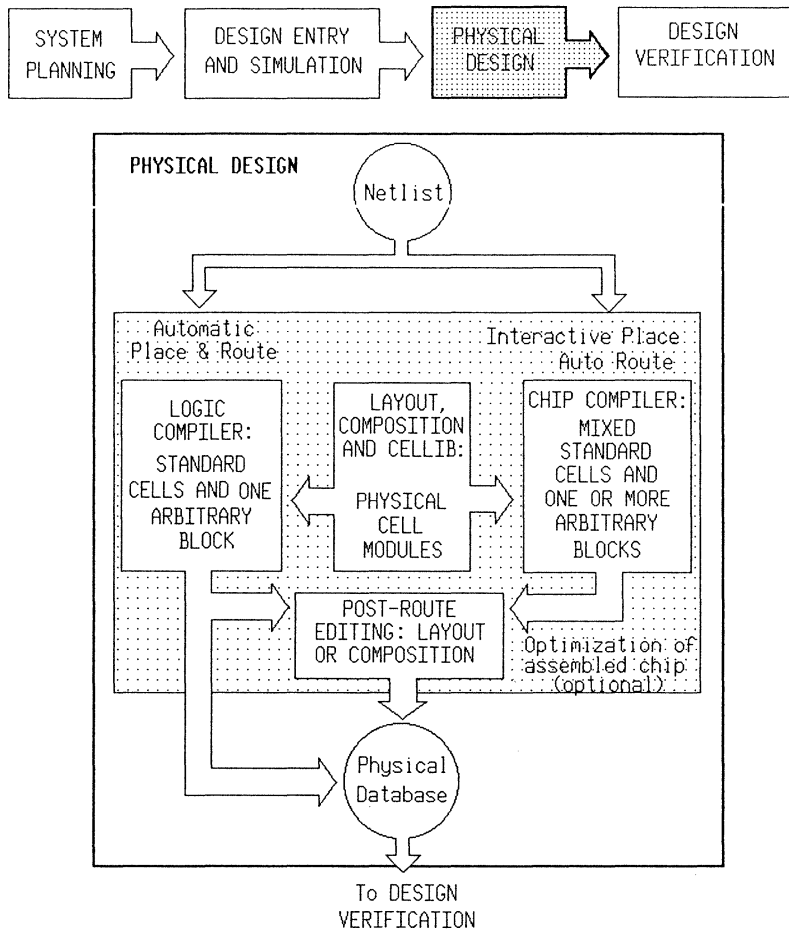 SYSTEM
PLANNING
DESIGN ENTRY
AND SIMULATION
PHYSICAL
DESIGN
DESIGN
VERIFICATION
PHYSICAL DESIGN
Netlist
Automatic
Place & Route
Interactive Place
Auto Route
LOGIC
COMPILER:
STANDARD
CELLS AND ONE
ARBITRARY
BLOCK
LAYOUT,
COMPOSITION
AND CELLIB:
PHYSICAL
CELL
MODULES
CHIP COMPILER:
MIXED
STANDARD
CELLS AND
ONE OR MORE
ARBITRARY
BLOCKS
POST-ROUTE
EDITING: LAYOUT
OR COMPOSITION
Optimization of
assembled chip
(optional)
Physical
Database
To DESIGN
VERIFICATION